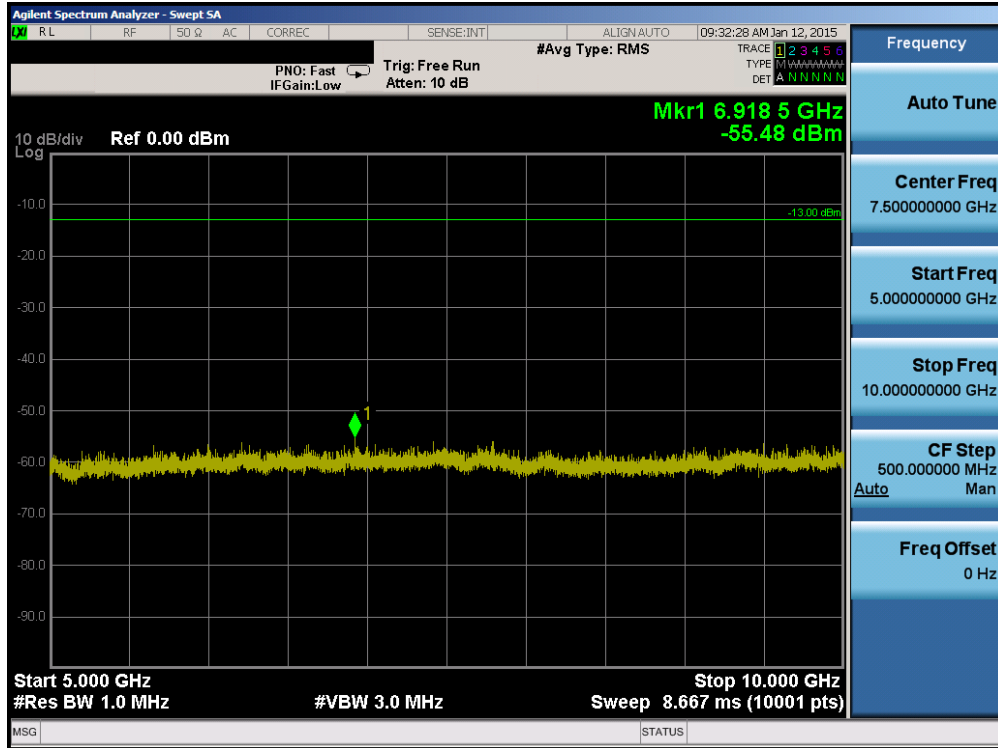 Agilent Spectrum Analyzer - Swept SA
LXI RL RF 50 Ω AC CORREC SENSE:INT ALIGN AUTO 09:32:28 AM Jan 12, 2015
#Avg Type: RMS TRACE 1 2 3 4 5 6
PNO: Fast Trig: Free Run TYPE MWWWWW
IFGain:Low Atten: 10 dB DET A N N N N N
Mkr1 6.918 5 GHz
-55.48 dBm
10 dB/div Ref 0.00 dBm
Log
-10.0
-13.00 dBm
-20.0
-30.0
-40.0
-50.0
1
-60.0
-70.0
-80.0
-90.0
Start 5.000 GHz Stop 10.000 GHz
#Res BW 1.0 MHz #VBW 3.0 MHz Sweep 8.667 ms (10001 pts)
MSG STATUS
Frequency
Auto Tune
Center Freq
7.500000000 GHz
Start Freq
5.000000000 GHz
Stop Freq
10.000000000 GHz
CF Step
500.000000 MHz
Auto Man
Freq Offset
0 Hz